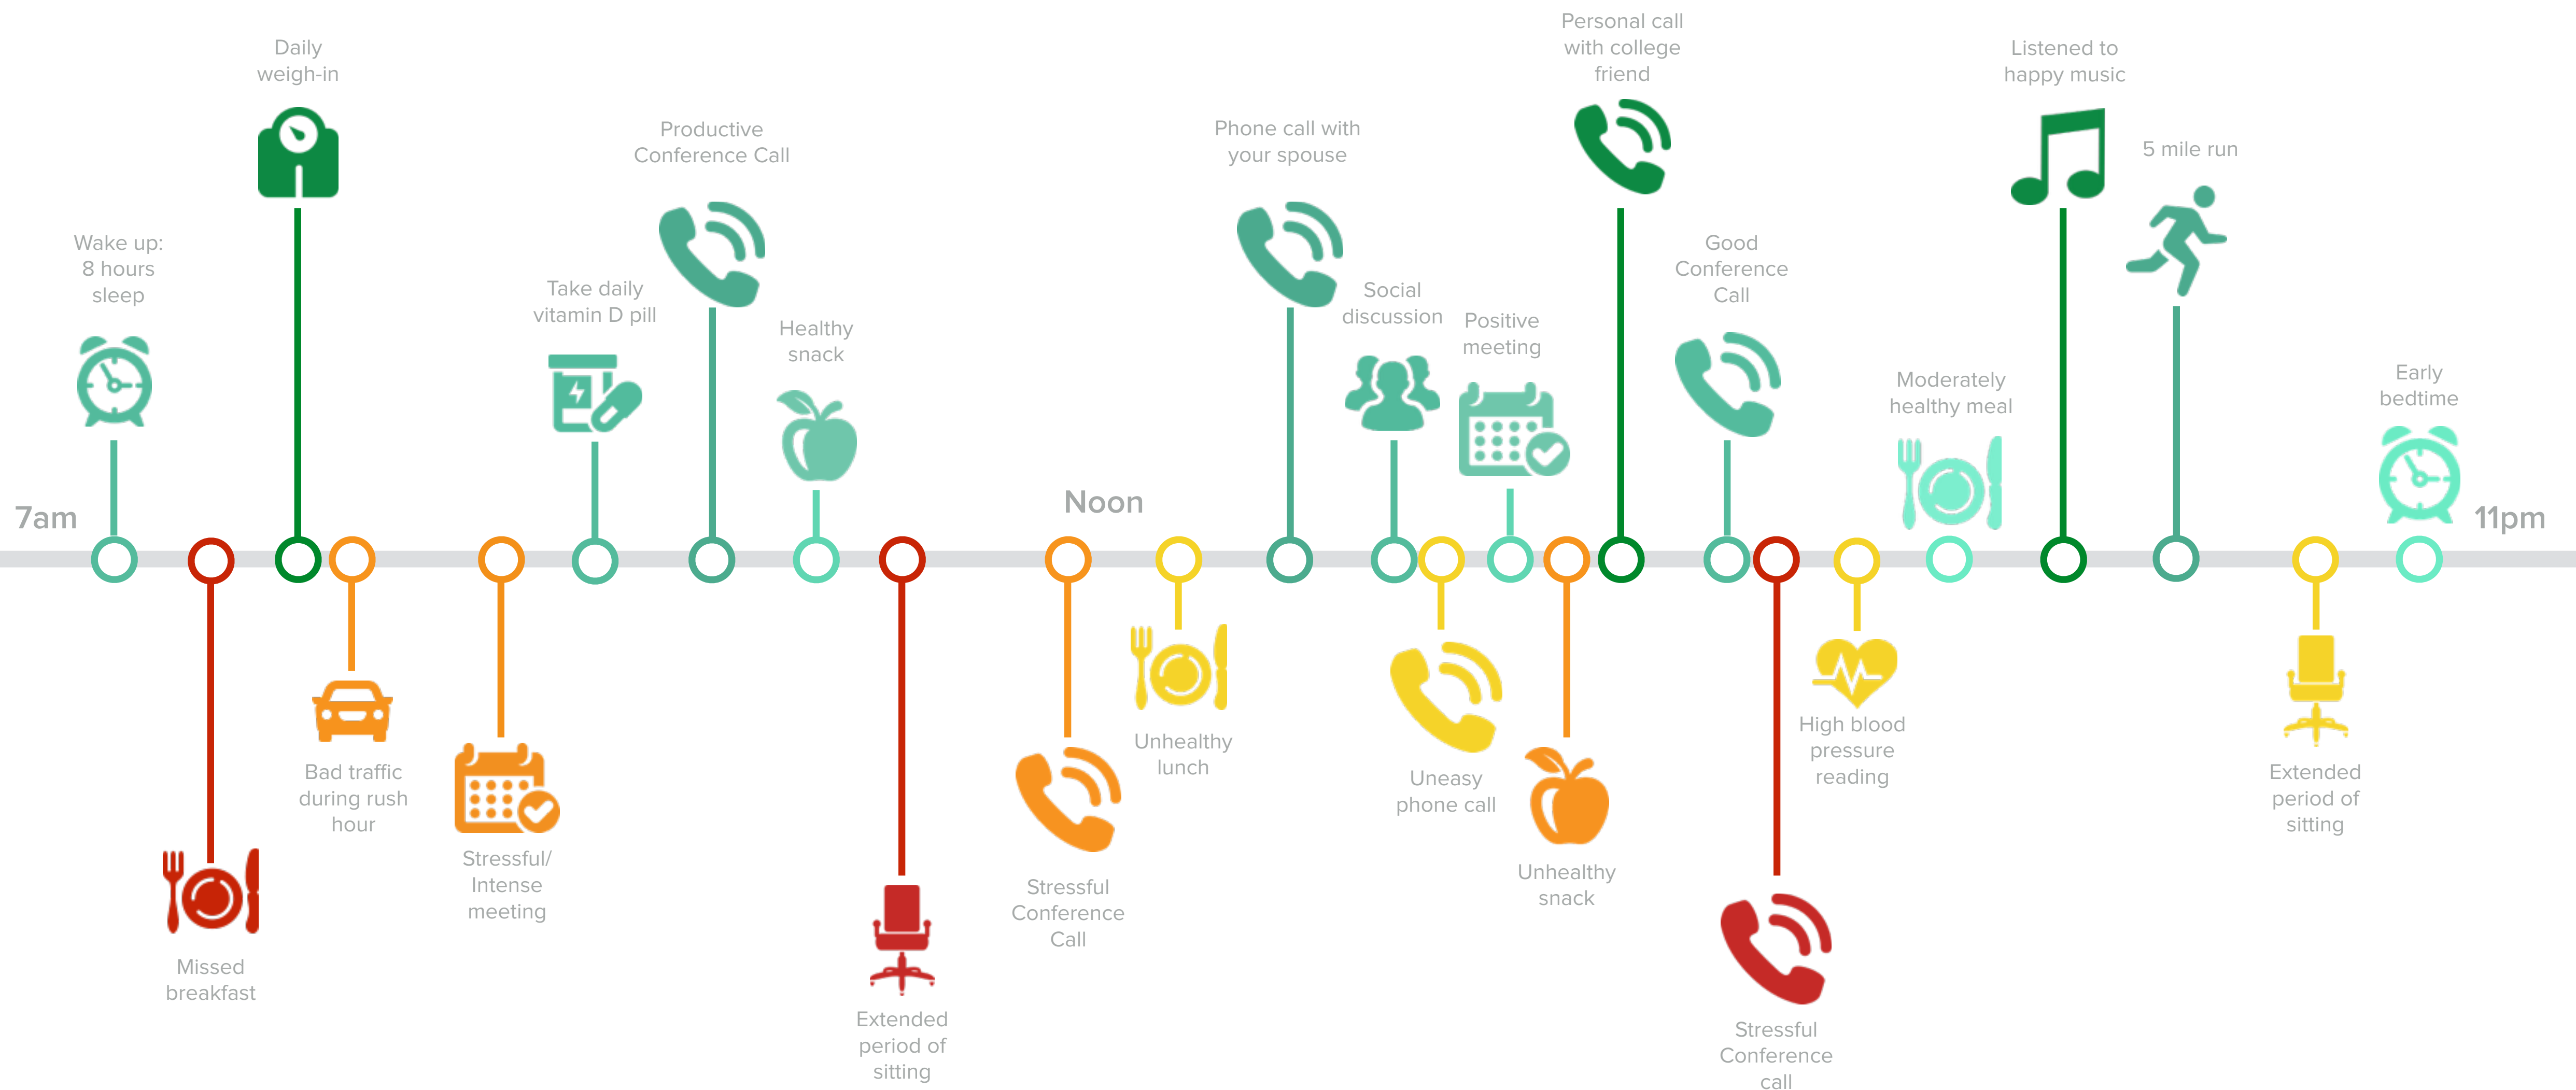 7am
Wake up:
8 hours
sleep
Missed
breakfast
Daily
weigh-in
Bad traffic
during rush
hour
Stressful/
Intense
meeting
Take daily
vitamin D pill
Productive
Conference Call
Healthy
snack
Extended
period of
sitting
Noon
Stressful
Conference
Call
Unhealthy
lunch
Phone call with
your spouse
Social
discussion
Uneasy
phone call
Positive
meeting
Unhealthy
snack
Personal call
with college
friend
Good
Conference
Call
Stressful
Conference
call
High blood
pressure
reading
Moderately
healthy meal
Listened to
happy music
5 mile run
Extended
period of
sitting
Early
bedtime
11pm